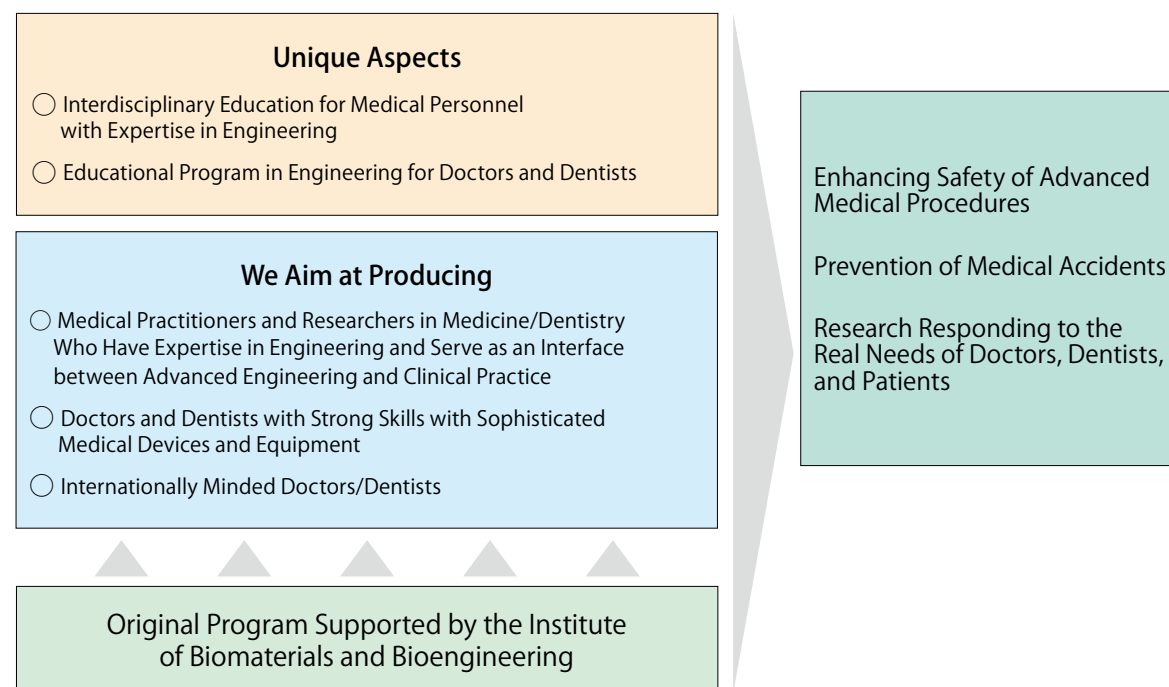 Unique Aspects
○ Interdisciplinary Education for Medical Personnel
with Expertise in Engineering
○ Educational Program in Engineering for Doctors and Dentists
We Aim at Producing
○ Medical Practitioners and Researchers in Medicine/Dentistry
Who Have Expertise in Engineering and Serve as an Interface
between Advanced Engineering and Clinical Practice
○ Doctors and Dentists with Strong Skills with Sophisticated
Medical Devices and Equipment
○ Internationally Minded Doctors/Dentists
Original Program Supported by the Institute
of Biomaterials and Bioengineering
Enhancing Safety of Advanced
Medical Procedures
Prevention of Medical Accidents
Research Responding to the
Real Needs of Doctors, Dentists,
and Patients